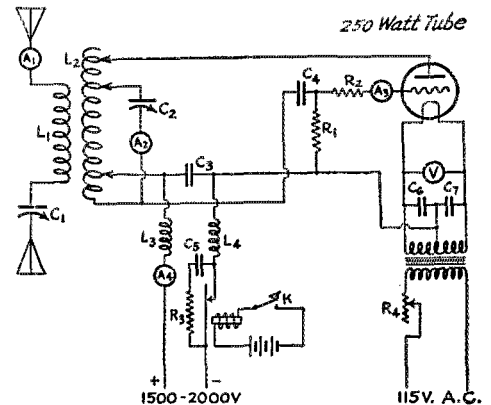 250 Watt Tube
A1
L2
C4
R2
A3
C2
L1
R1
A2
V
C3
C6
C7
C1
L3
C5
L4
A4
K
R3
R4
+
-
1500-2000V
115V. A.C.